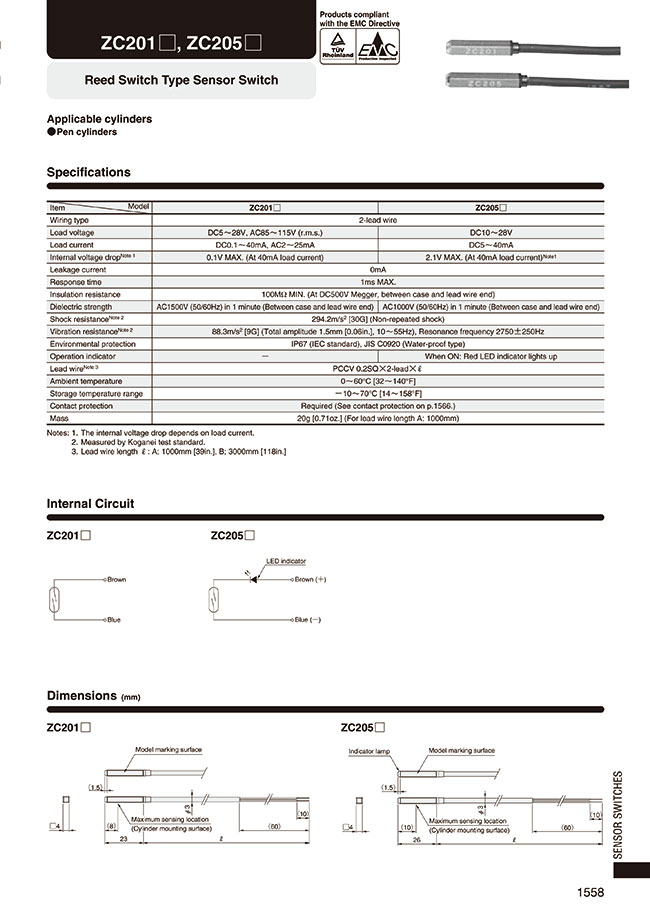 ZC201□, ZC205□
Products compliant
with the EMC Directive
TÜV
Rheinland
EMC
Production Inspected
ZC201
ZC205
Reed Switch Type Sensor Switch
Applicable cylinders
●Pen cylinders
Specifications
Item Model ZC201□ ZC205□
Wiring type 2-lead wire
Load voltage DC5～28V, AC85～115V (r.m.s.) DC10～28V
Load current DC0.1～40mA, AC2～25mA DC5～40mA
Internal voltage drop Note 1 0.1V MAX. (At 40mA load current) 2.1V MAX. (At 40mA load current) Note1
Leakage current 0mA
Response time 1ms MAX.
Insulation resistance 100MΩ MIN. (At DC500V Megger, between case and lead wire end)
Dielectric strength AC1500V (50/60Hz) in 1 minute (Between case and lead wire end) AC1000V (50/60Hz) in 1 minute (Between case and lead wire end)
Shock resistance Note 2 294.2m/s² [30G] (Non-repeated shock)
Vibration resistance Note 2 88.3m/s² [9G] (Total amplitude 1.5mm [0.06in.], 10～55Hz), Resonance frequency 2750±250Hz
Environmental protection IP67 (IEC standard), JIS C0920 (Water-proof type)
Operation indicator － When ON: Red LED indicator lights up
Lead wire Note 3 PCCV 0.2SQ×2-lead×ℓ
Ambient temperature 0～60°C [32～140°F]
Storage temperature range －10～70°C [14～158°F]
Contact protection Required (See contact protection on p.1566.)
Mass 20g [0.71oz.] (For lead wire length A: 1000mm)
Notes: 1. The internal voltage drop depends on load current.
2. Measured by Koganei test standard.
3. Lead wire length ℓ : A; 1000mm [39in.], B; 3000mm [118in.]
Internal Circuit
ZC201□ ZC205□
LED indicator
Brown
Brown (＋)
Blue
Blue (－)
Dimensions (mm)
ZC201□
Model marking surface
(1.5)
□4
(8)
Maximum sensing location
(Cylinder mounting surface)
φ3
(10)
(60)
23
ℓ
ZC205□
Indicator lamp
Model marking surface
(1.5)
□4
(10)
Maximum sensing location
(Cylinder mounting surface)
φ3
(10)
(60)
26
ℓ
SENSOR SWITCHES
1558